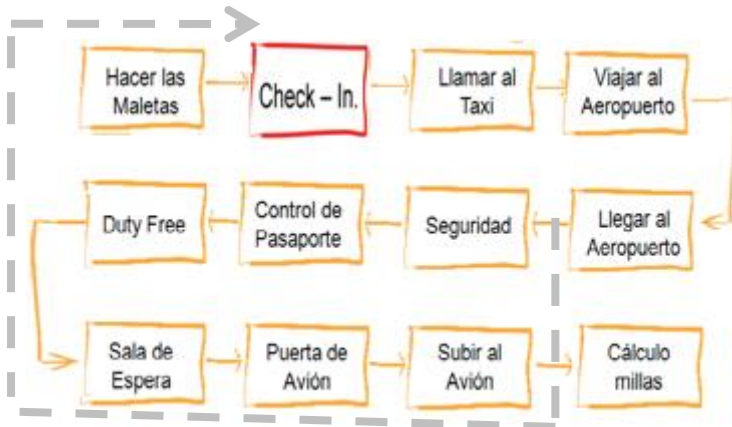 Hacer las
Maletas
Check – In.
Llamar al
Taxi
Viajar al
Aeropuerto
Llegar al
Aeropuerto
Seguridad
Control de
Pasaporte
Duty Free
Sala de
Espera
Puerta de
Avión
Subir al
Avión
Cálculo
millas